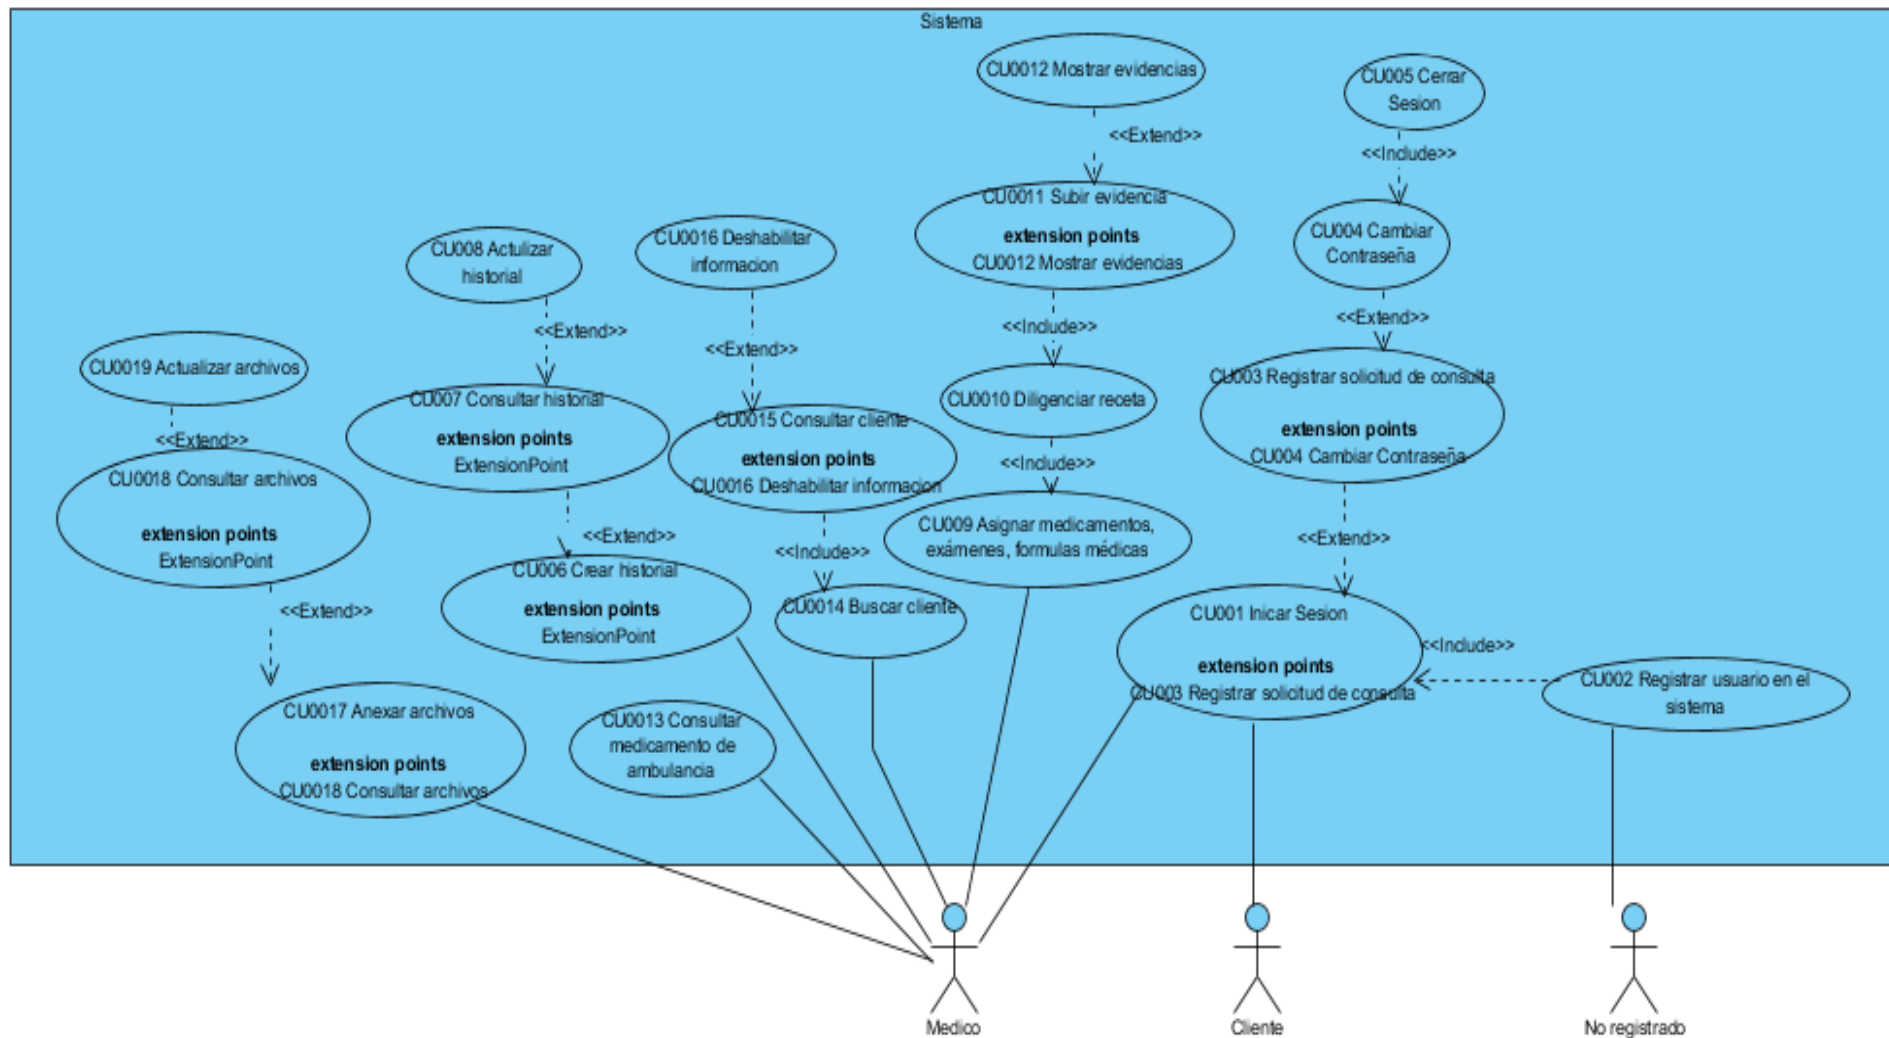 Sistema
CU0012 Mostrar evidencias
<<Extend>>
CU0011 Subir evidencia
extension points
CU0012 Mostrar evidencias
<<Include>>
CU0010 Diligenciar receta
<<Include>>
CU009 Asignar medicamentos,
exámenes, formulas médicas
CU005 Cerrar
Sesion
<<Include>>
CU004 Cambiar
Contraseña
<<Extend>>
CU003 Registrar solicitud de consulta
extension points
CU004 Cambiar Contraseña
<<Extend>>
CU001 Inicar Sesion
extension points
CU003 Registrar solicitud de consulta
<<Include>>
CU002 Registrar usuario en el
sistema
CU0016 Deshabilitar
informacion
<<Extend>>
CU0015 Consultar cliente
extension points
CU0016 Deshabilitar informacion
<<Include>>
CU0014 Buscar cliente
CU008 Actulizar
historial
<<Extend>>
CU007 Consultar historial
extension points
ExtensionPoint
<<Extend>>
CU006 Crear historial
extension points
ExtensionPoint
CU0019 Actualizar archivos
<<Extend>>
CU0018 Consultar archivos
extension points
ExtensionPoint
<<Extend>>
CU0017 Anexar archivos
extension points
CU0018 Consultar archivos
CU0013 Consultar
medicamento de
ambulancia
Medico
Cliente
No registrado